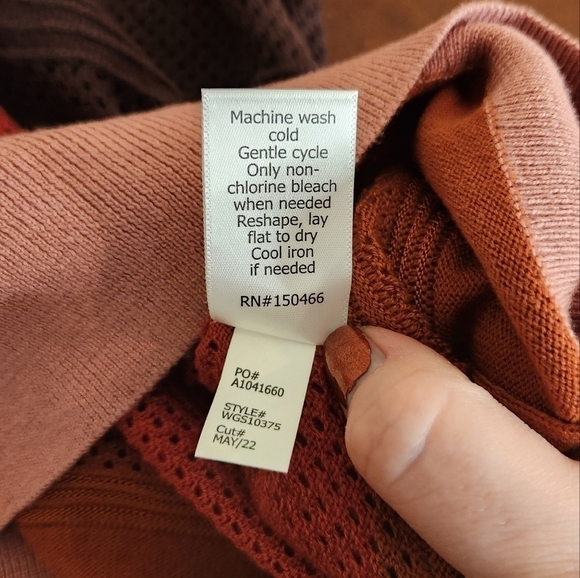 Machine wash
cold
Gentle cycle
Only non-
chlorine bleach
when needed
Reshape, lay
flat to dry
Cool iron
if needed
RN#150466
PO#
A1041660
STYLE#
WGS10375
Cut#
MAY/22